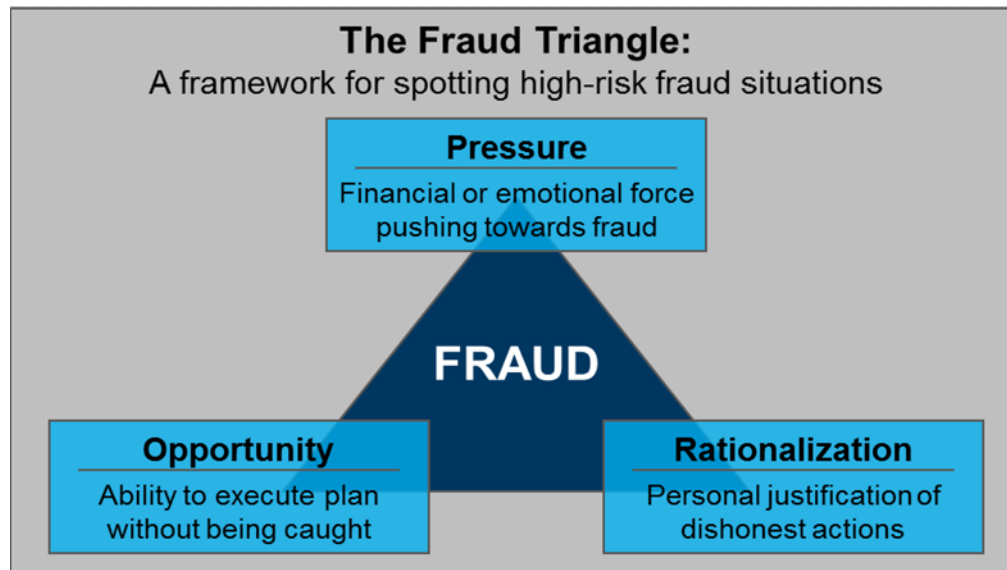 The Fraud Triangle:
A framework for spotting high-risk fraud situations
Pressure
Financial or emotional force
pushing towards fraud
FRAUD
Opportunity
Ability to execute plan
without being caught
Rationalization
Personal justification of
dishonest actions